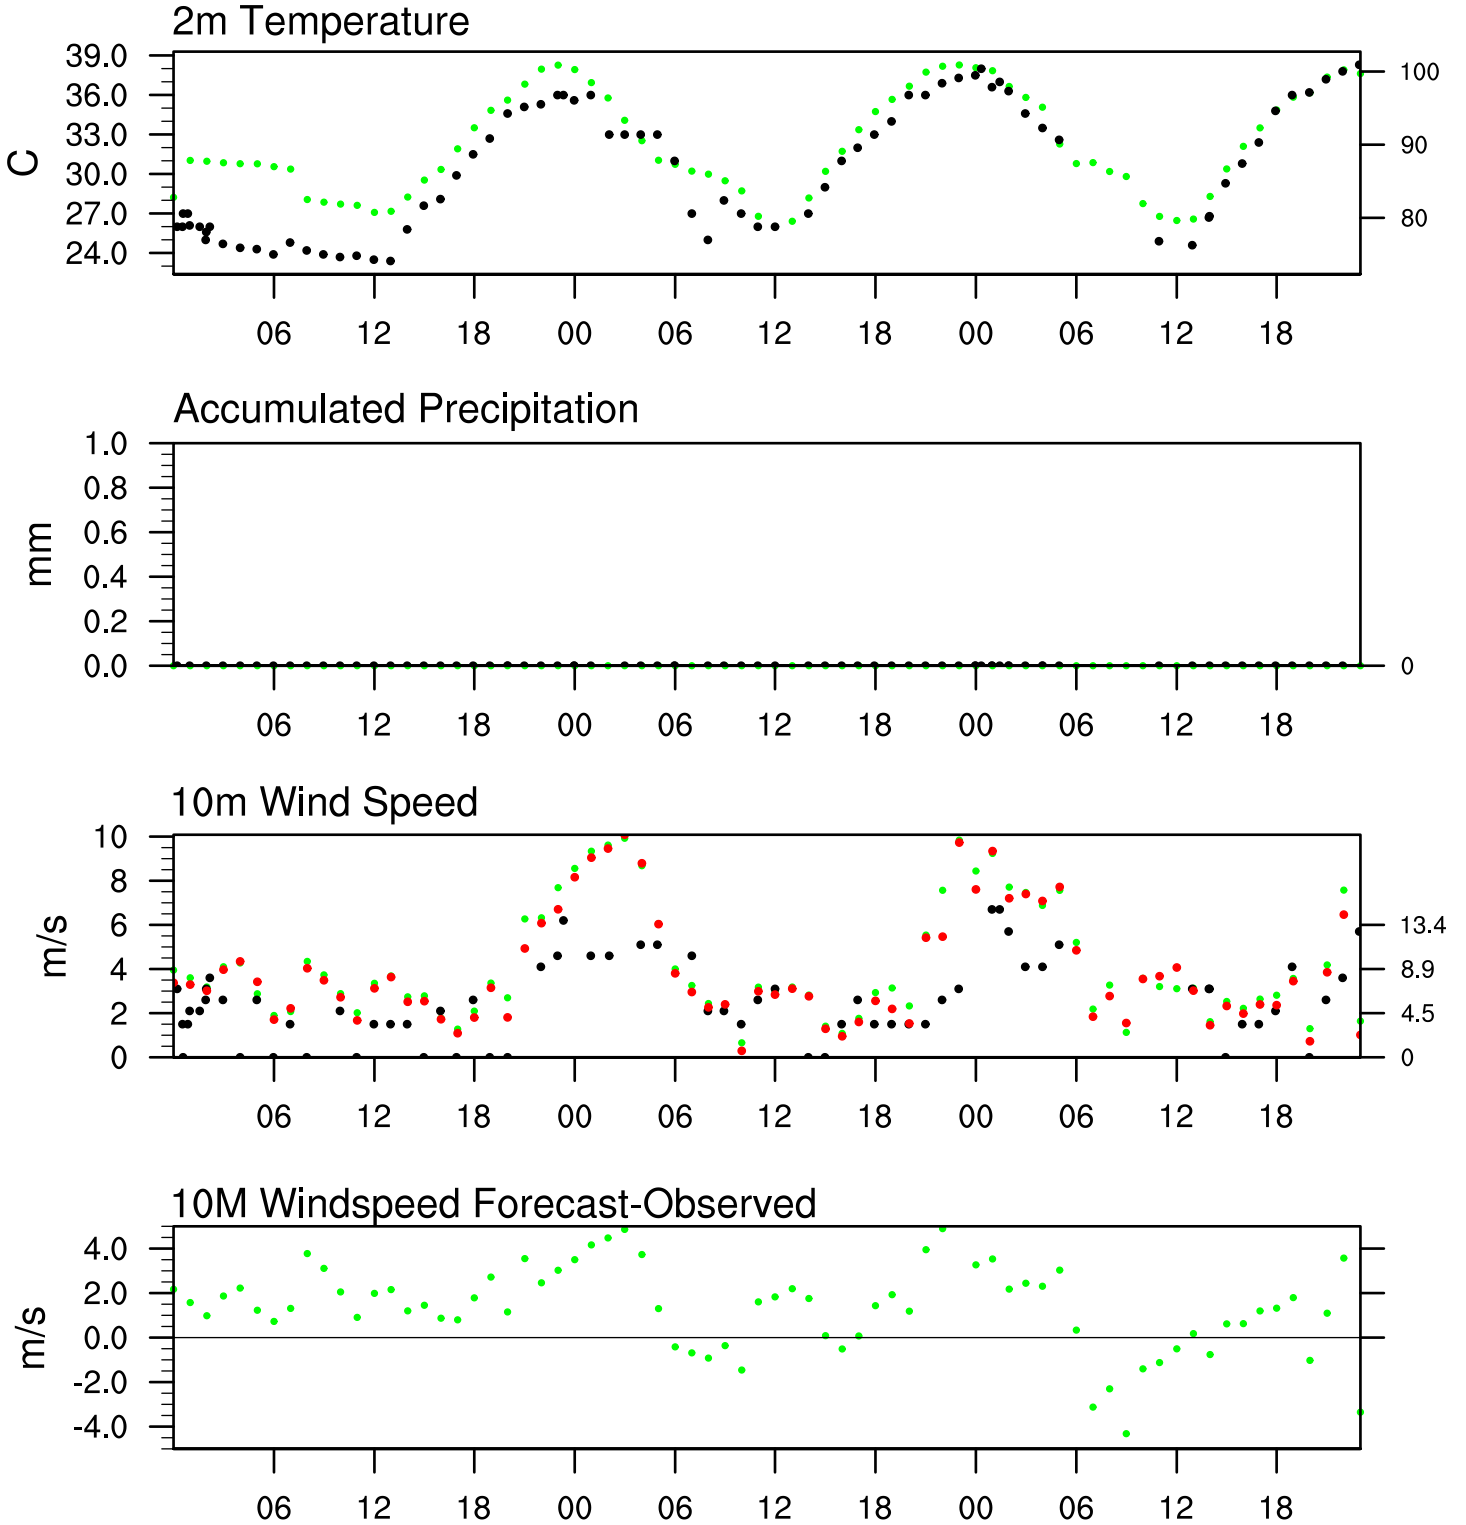 2m Temperature
39.0
36.0
33.0
30.0
27.0
24.0
C
100
90
80
06 12 18 00 06 12 18 00 06 12 18
Accumulated Precipitation
1.0
0.8
0.6
0.4
0.2
0.0
mm
0
06 12 18 00 06 12 18 00 06 12 18
10m Wind Speed
10
8
6
4
2
0
m/s
13.4
8.9
4.5
0
06 12 18 00 06 12 18 00 06 12 18
10M Windspeed Forecast-Observed
4.0
2.0
0.0
-2.0
-4.0
m/s
06 12 18 00 06 12 18 00 06 12 18